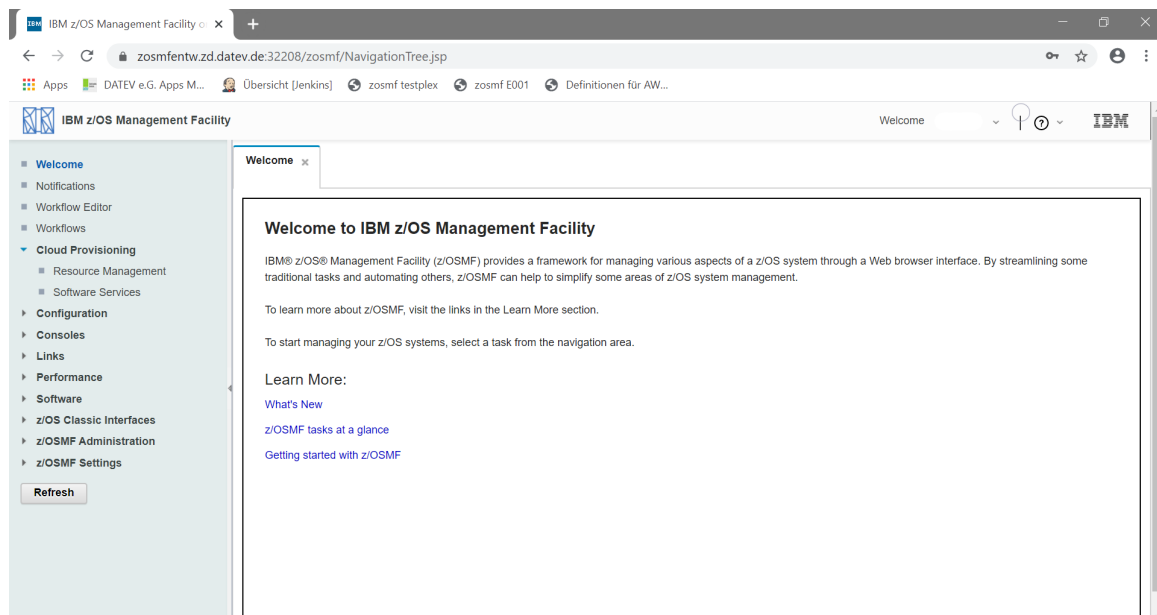 IBM z/OS Management Facility o
zosmfentw.zd.datev.de:32208/zosmf/NavigationTree.jsp
Apps DATEV e.G. Apps M... Übersicht [Jenkins] zosmf testplex zosmf E001 Definitionen für AW...
IBM z/OS Management Facility
Welcome
IBM
Welcome
Notifications
Workflow Editor
Workflows
Cloud Provisioning
Resource Management
Software Services
Configuration
Consoles
Links
Performance
Software
z/OS Classic Interfaces
z/OSMF Administration
z/OSMF Settings
Refresh
Welcome
Welcome to IBM z/OS Management Facility
IBM® z/OS® Management Facility (z/OSMF) provides a framework for managing various aspects of a z/OS system through a Web browser interface. By streamlining some
traditional tasks and automating others, z/OSMF can help to simplify some areas of z/OS system management.
To learn more about z/OSMF, visit the links in the Learn More section.
To start managing your z/OS systems, select a task from the navigation area.
Learn More:
What's New
z/OSMF tasks at a glance
Getting started with z/OSMF